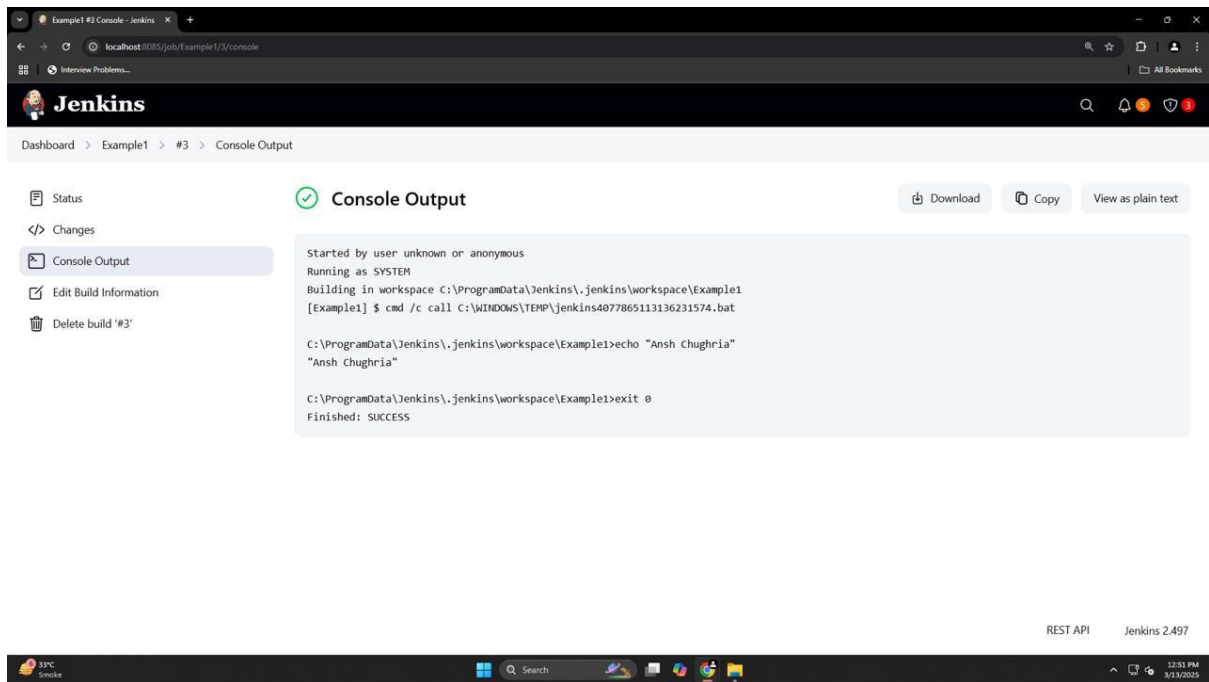 Example1 #3 Console - Jenkins
localhost:8085/job/Example1/3/console
Interview Problems...
All Bookmarks
Jenkins
5
3
Dashboard > Example1 > #3 > Console Output
Status
Changes
Console Output
Edit Build Information
Delete build '#3'
Console Output
Download
Copy
View as plain text
Started by user unknown or anonymous
Running as SYSTEM
Building in workspace C:\ProgramData\Jenkins\.jenkins\workspace\Example1
[Example1] $ cmd /c call C:\WINDOWS\TEMP\jenkins4077865113136231574.bat
C:\ProgramData\Jenkins\.jenkins\workspace\Example1>echo "Ansh Chughria"
"Ansh Chughria"
C:\ProgramData\Jenkins\.jenkins\workspace\Example1>exit 0
Finished: SUCCESS
REST API
Jenkins 2.497
33°C
Smoke
Search
12:51 PM
3/13/2025